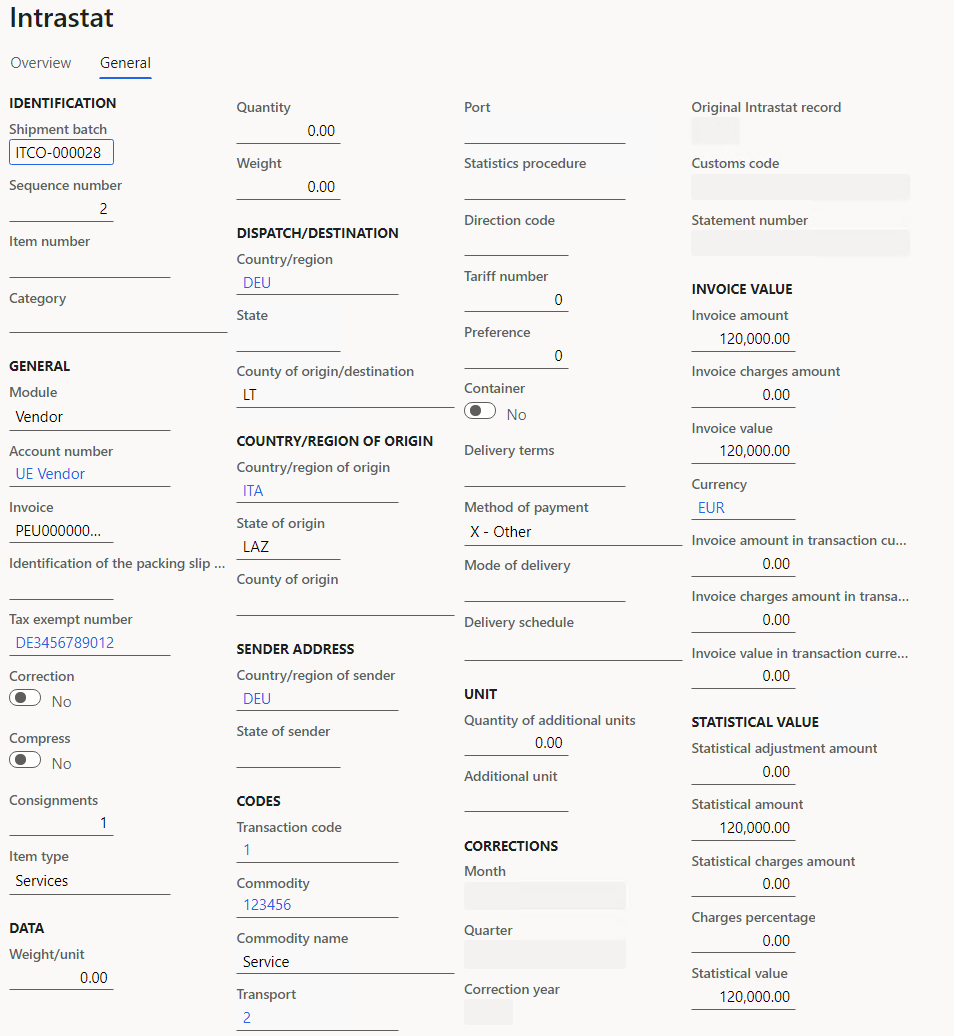 Intrastat
Overview
General
IDENTIFICATION
Shipment batch
ITCO-000028
Sequence number
2
Item number
Category
GENERAL
Module
Vendor
Account number
UE Vendor
Invoice
PEU000000...
Identification of the packing slip ...
Tax exempt number
DE3456789012
Correction
No
Compress
No
Consignments
1
Item type
Services
DATA
Weight/unit
0.00
Quantity
0.00
Weight
0.00
DISPATCH/DESTINATION
Country/region
DEU
State
County of origin/destination
LT
COUNTRY/REGION OF ORIGIN
Country/region of origin
ITA
State of origin
LAZ
County of origin
SENDER ADDRESS
Country/region of sender
DEU
State of sender
CODES
Transaction code
1
Commodity
123456
Commodity name
Service
Transport
2
Port
Statistics procedure
Direction code
Tariff number
0
Preference
0
Container
No
Delivery terms
Method of payment
X - Other
Mode of delivery
Delivery schedule
UNIT
Quantity of additional units
0.00
Additional unit
CORRECTIONS
Month
Quarter
Correction year
Original Intrastat record
Customs code
Statement number
INVOICE VALUE
Invoice amount
120,000.00
Invoice charges amount
0.00
Invoice value
120,000.00
Currency
EUR
Invoice amount in transaction cu...
0.00
Invoice charges amount in transa...
0.00
Invoice value in transaction curre...
0.00
STATISTICAL VALUE
Statistical adjustment amount
0.00
Statistical amount
120,000.00
Statistical charges amount
0.00
Charges percentage
0.00
Statistical value
120,000.00